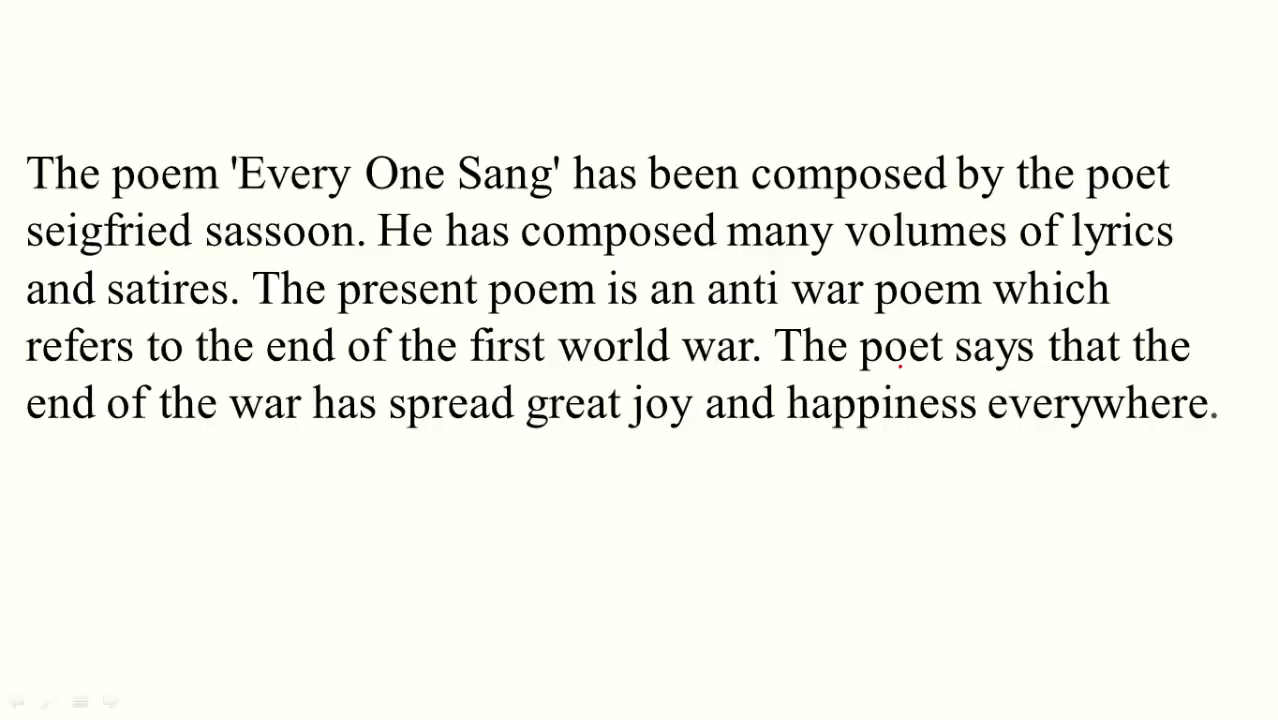 The poem 'Every One Sang' has been composed by the poet
seigfried sassoon. He has composed many volumes of lyrics
and satires. The present poem is an anti war poem which
refers to the end of the first world war. The poet says that the
end of the war has spread great joy and happiness everywhere.